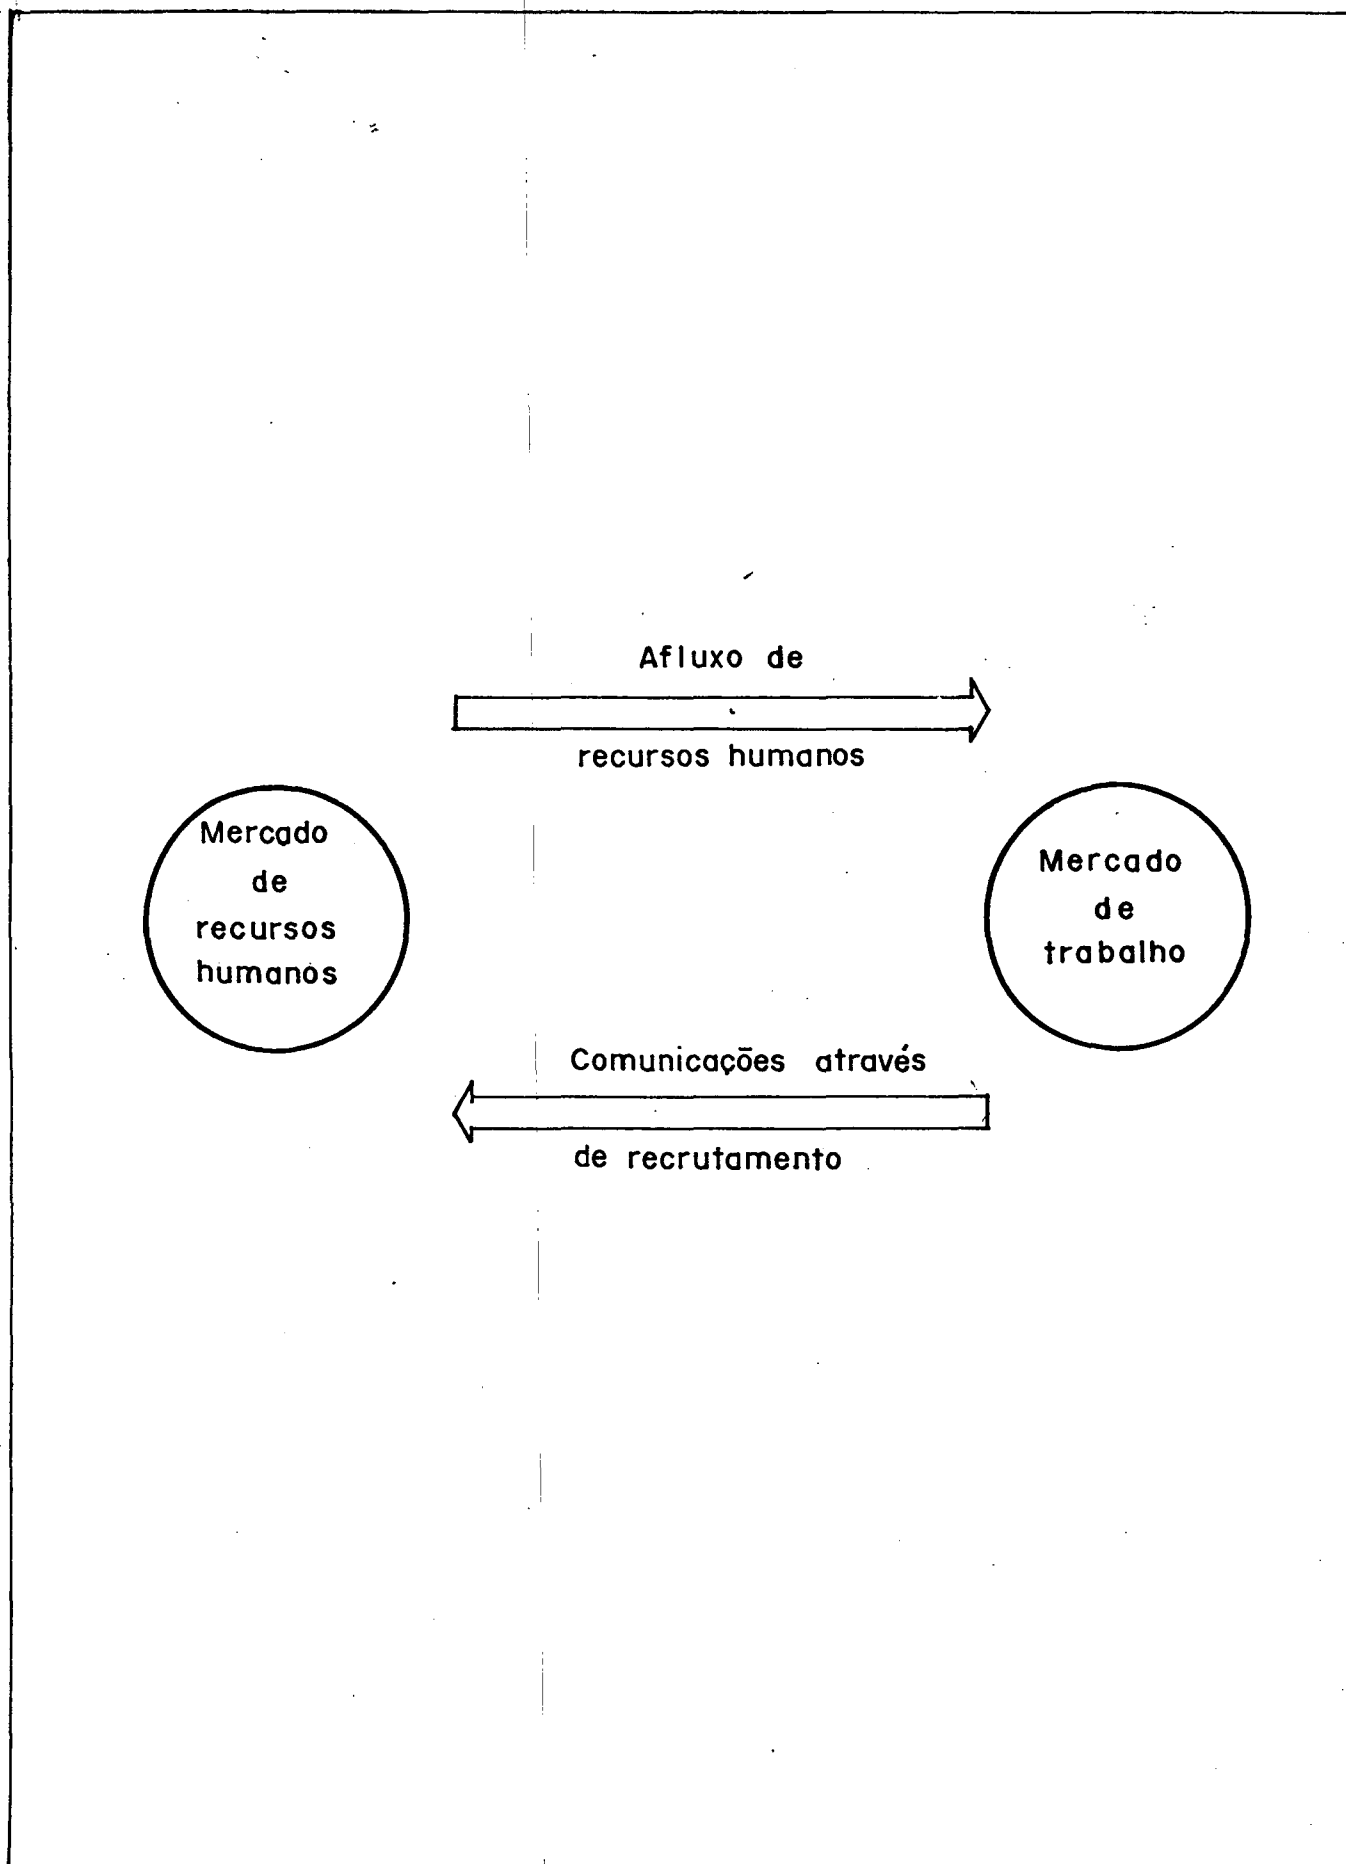 Afluxo de
recursos humanos
Mercado
de
recursos
humanos
Mercado
de
trabalho
Comunicações através
de recrutamento